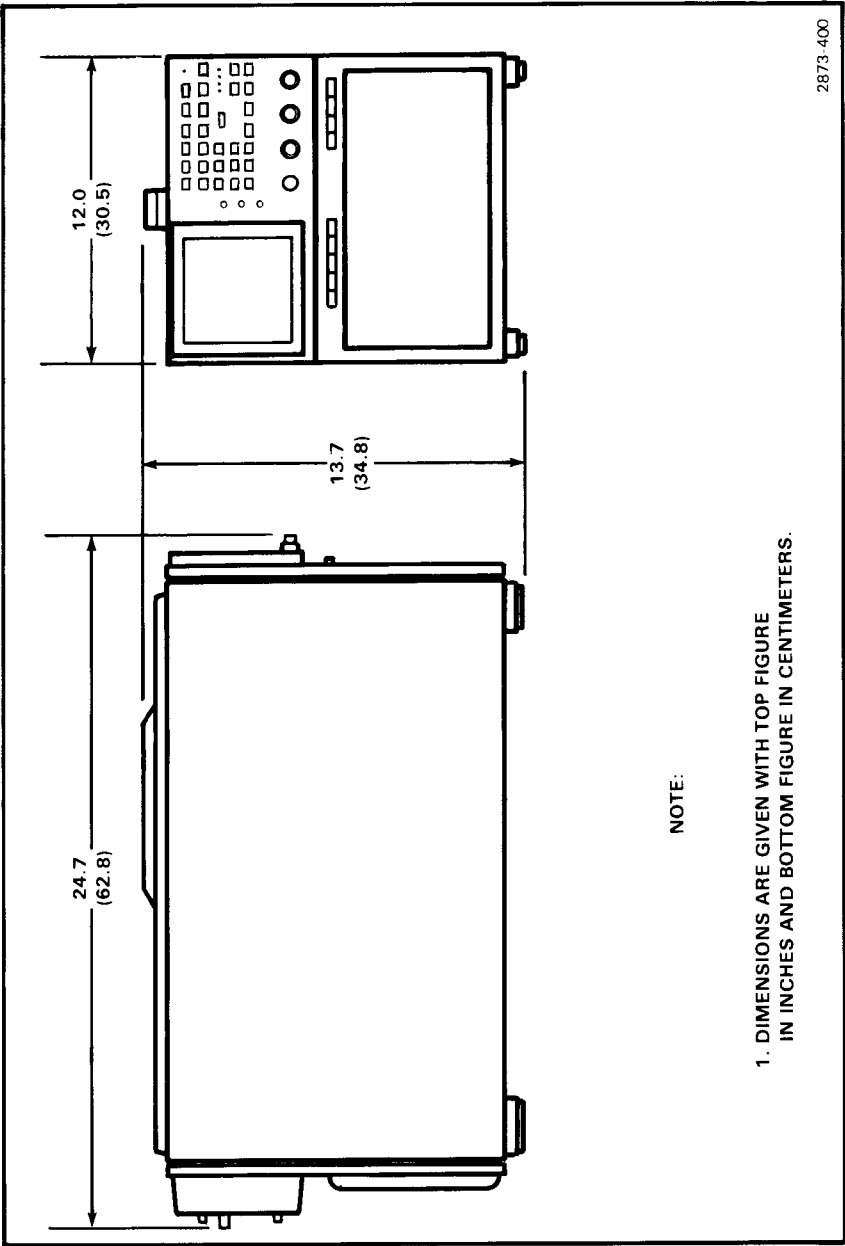 24.7
(62.8)
12.0
(30.5)
13.7
(34.8)
NOTE:
1. DIMENSIONS ARE GIVEN WITH TOP FIGURE
IN INCHES AND BOTTOM FIGURE IN CENTIMETERS.
2873-400